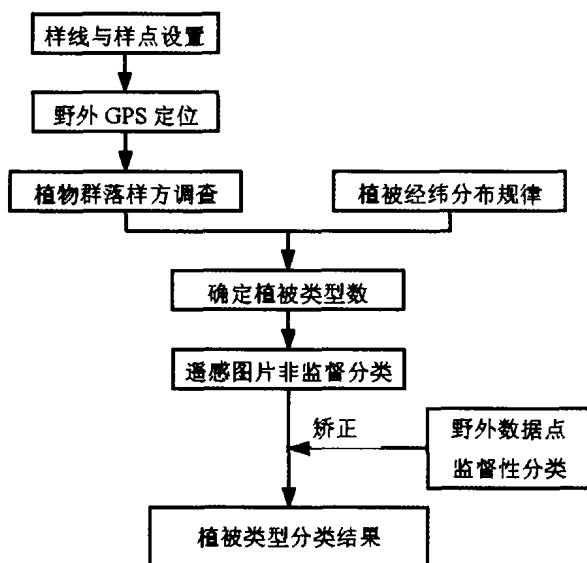 样线与样点设置
野外 GPS 定位
植物群落样方调查
植被经纬分布规律
确定植被类型数
遥感图片非监督分类
矫正
野外数据点
监督性分类
植被类型分类结果